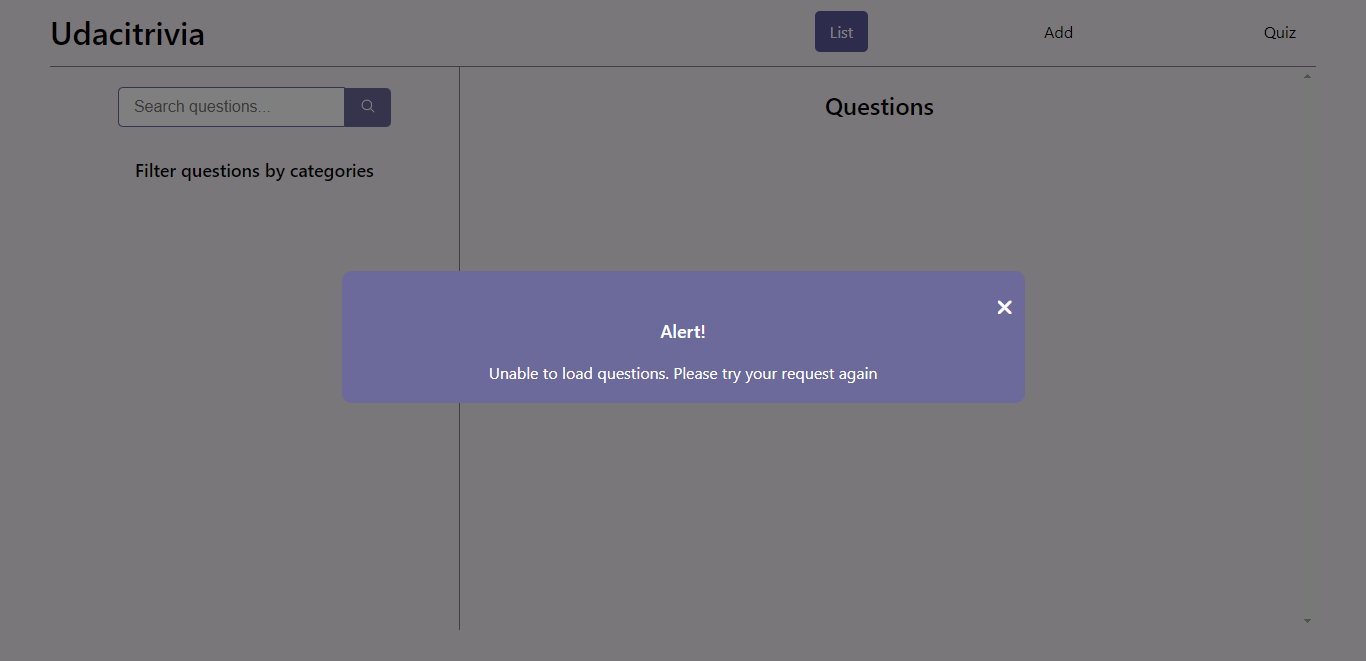 Udacitrivia
List
Add
Quiz
Search questions...
Filter questions by categories
Questions
Alert!
Unable to load questions. Please try your request again